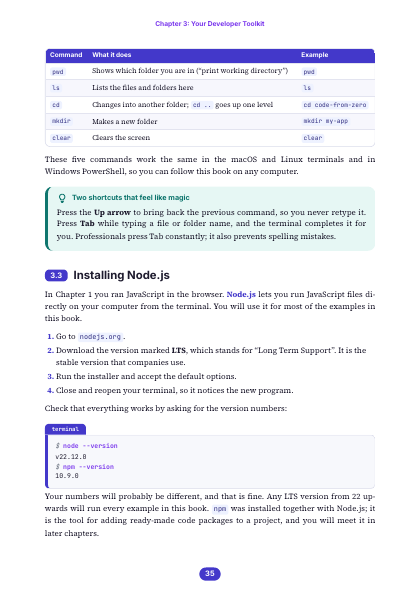 Chapter 3: Your Developer Toolkit
Command What it does Example
pwd Shows which folder you are in (“print working directory”) pwd
ls Lists the files and folders here ls
cd Changes into another folder; cd .. goes up one level cd code-from-zero
mkdir Makes a new folder mkdir my-app
clear Clears the screen clear
These five commands work the same in the macOS and Linux terminals and in
Windows PowerShell, so you can follow this book on any computer.
Two shortcuts that feel like magic
Press the Up arrow to bring back the previous command, so you never retype it.
Press Tab while typing a file or folder name, and the terminal completes it for
you. Professionals press Tab constantly; it also prevents spelling mistakes.
3.3 Installing Node.js
In Chapter 1 you ran JavaScript in the browser. Node.js lets you run JavaScript files di-
rectly on your computer from the terminal. You will use it for most of the examples in
this book.
1. Go to nodejs.org.
2. Download the version marked LTS, which stands for “Long Term Support”. It is the
stable version that companies use.
3. Run the installer and accept the default options.
4. Close and reopen your terminal, so it notices the new program.
Check that everything works by asking for the version numbers:
terminal
$ node --version
v22.12.0
$ npm --version
10.9.0
Your numbers will probably be different, and that is fine. Any LTS version from 22 up-
wards will run every example in this book. npm was installed together with Node.js; it
is the tool for adding ready-made code packages to a project, and you will meet it in
later chapters.
35